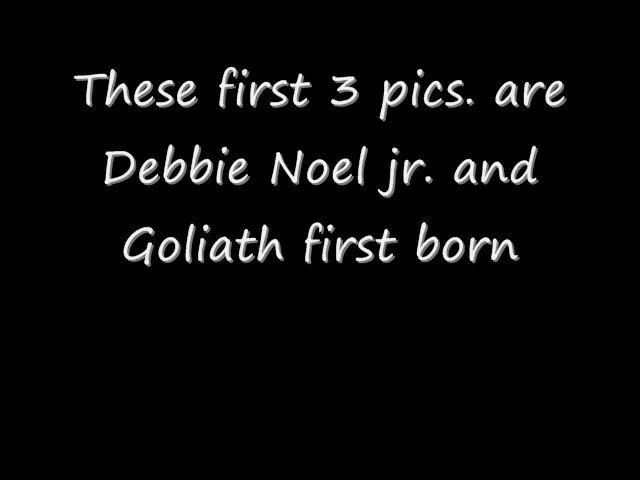 These first 3 pics. are
Debbie Noel jr. and
Goliath first born